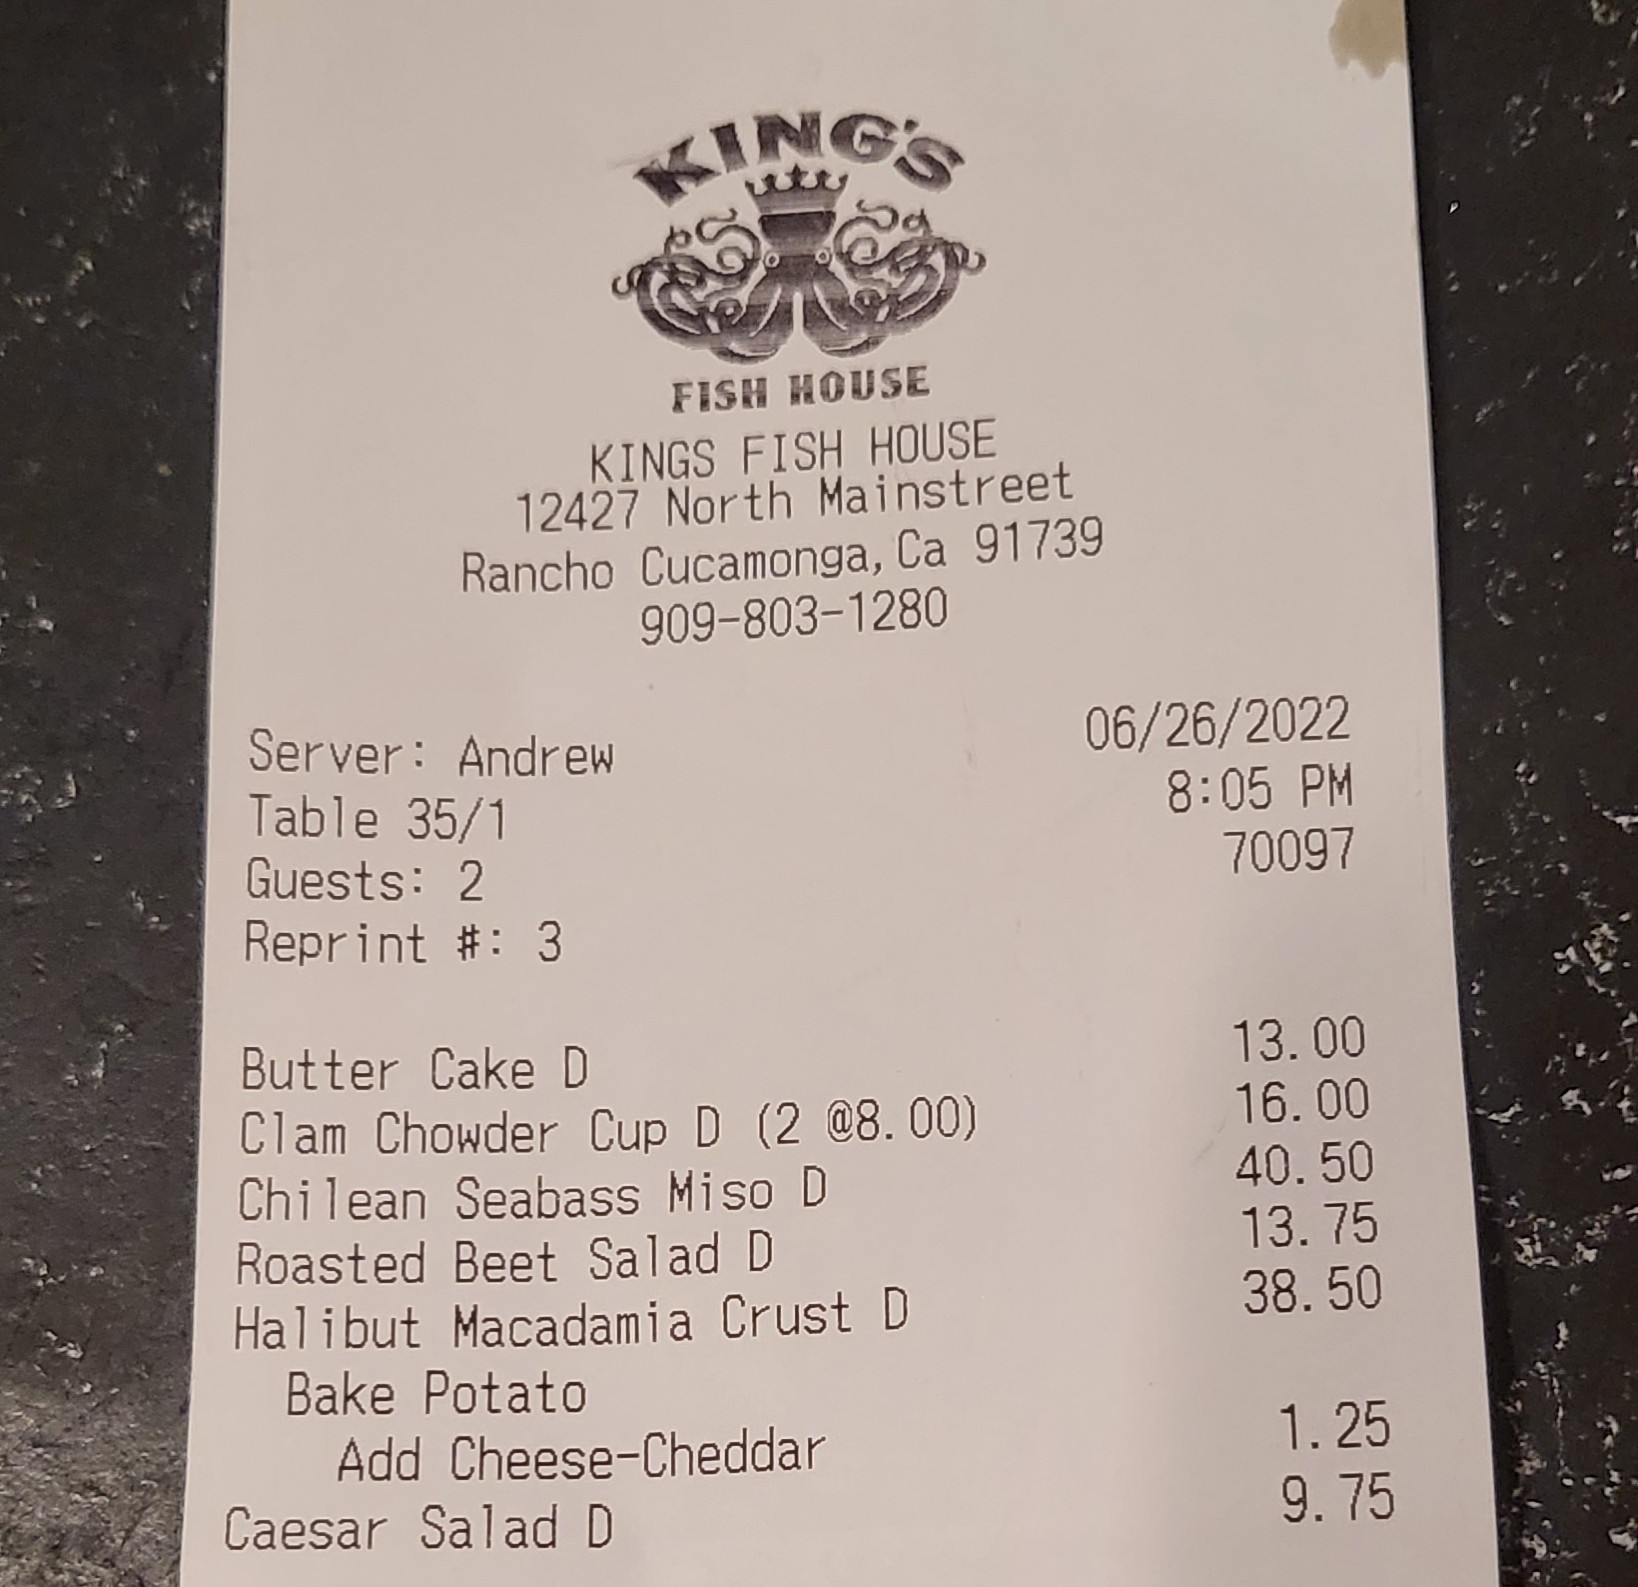 KING'S
FISH HOUSE
KINGS FISH HOUSE
12427 North Mainstreet
Rancho Cucamonga, Ca 91739
909-803-1280
Server: Andrew 06/26/2022
Table 35/1 8:05 PM
Guests: 2 70097
Reprint #: 3
Butter Cake D 13.00
Clam Chowder Cup D (2 @8.00) 16.00
Chilean Seabass Miso D 40.50
Roasted Beet Salad D 13.75
Halibut Macadamia Crust D 38.50
Bake Potato
Add Cheese-Cheddar 1.25
Caesar Salad D 9.75